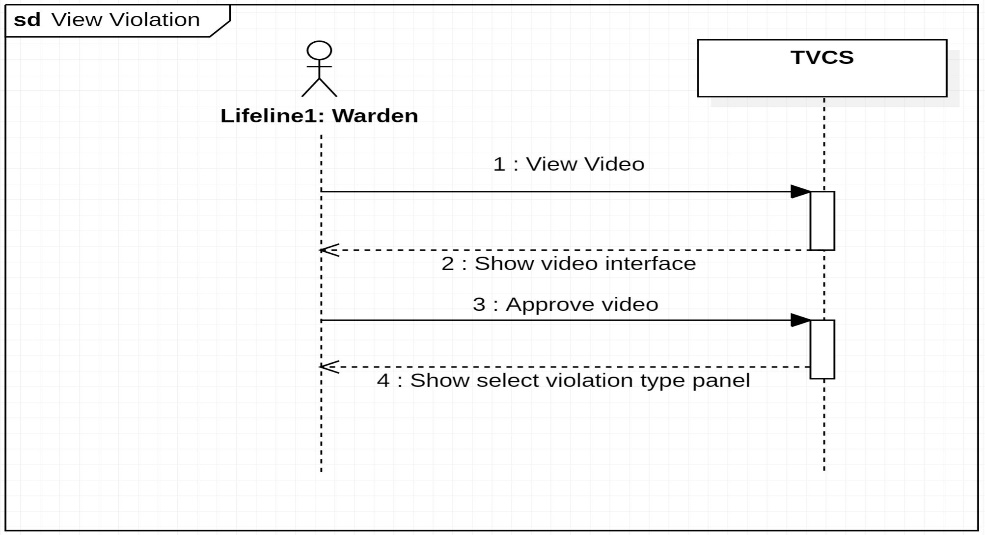 sd View Violation
TVCS
Lifeline1: Warden
1 : View Video
2 : Show video interface
3 : Approve video
4 : Show select violation type panel